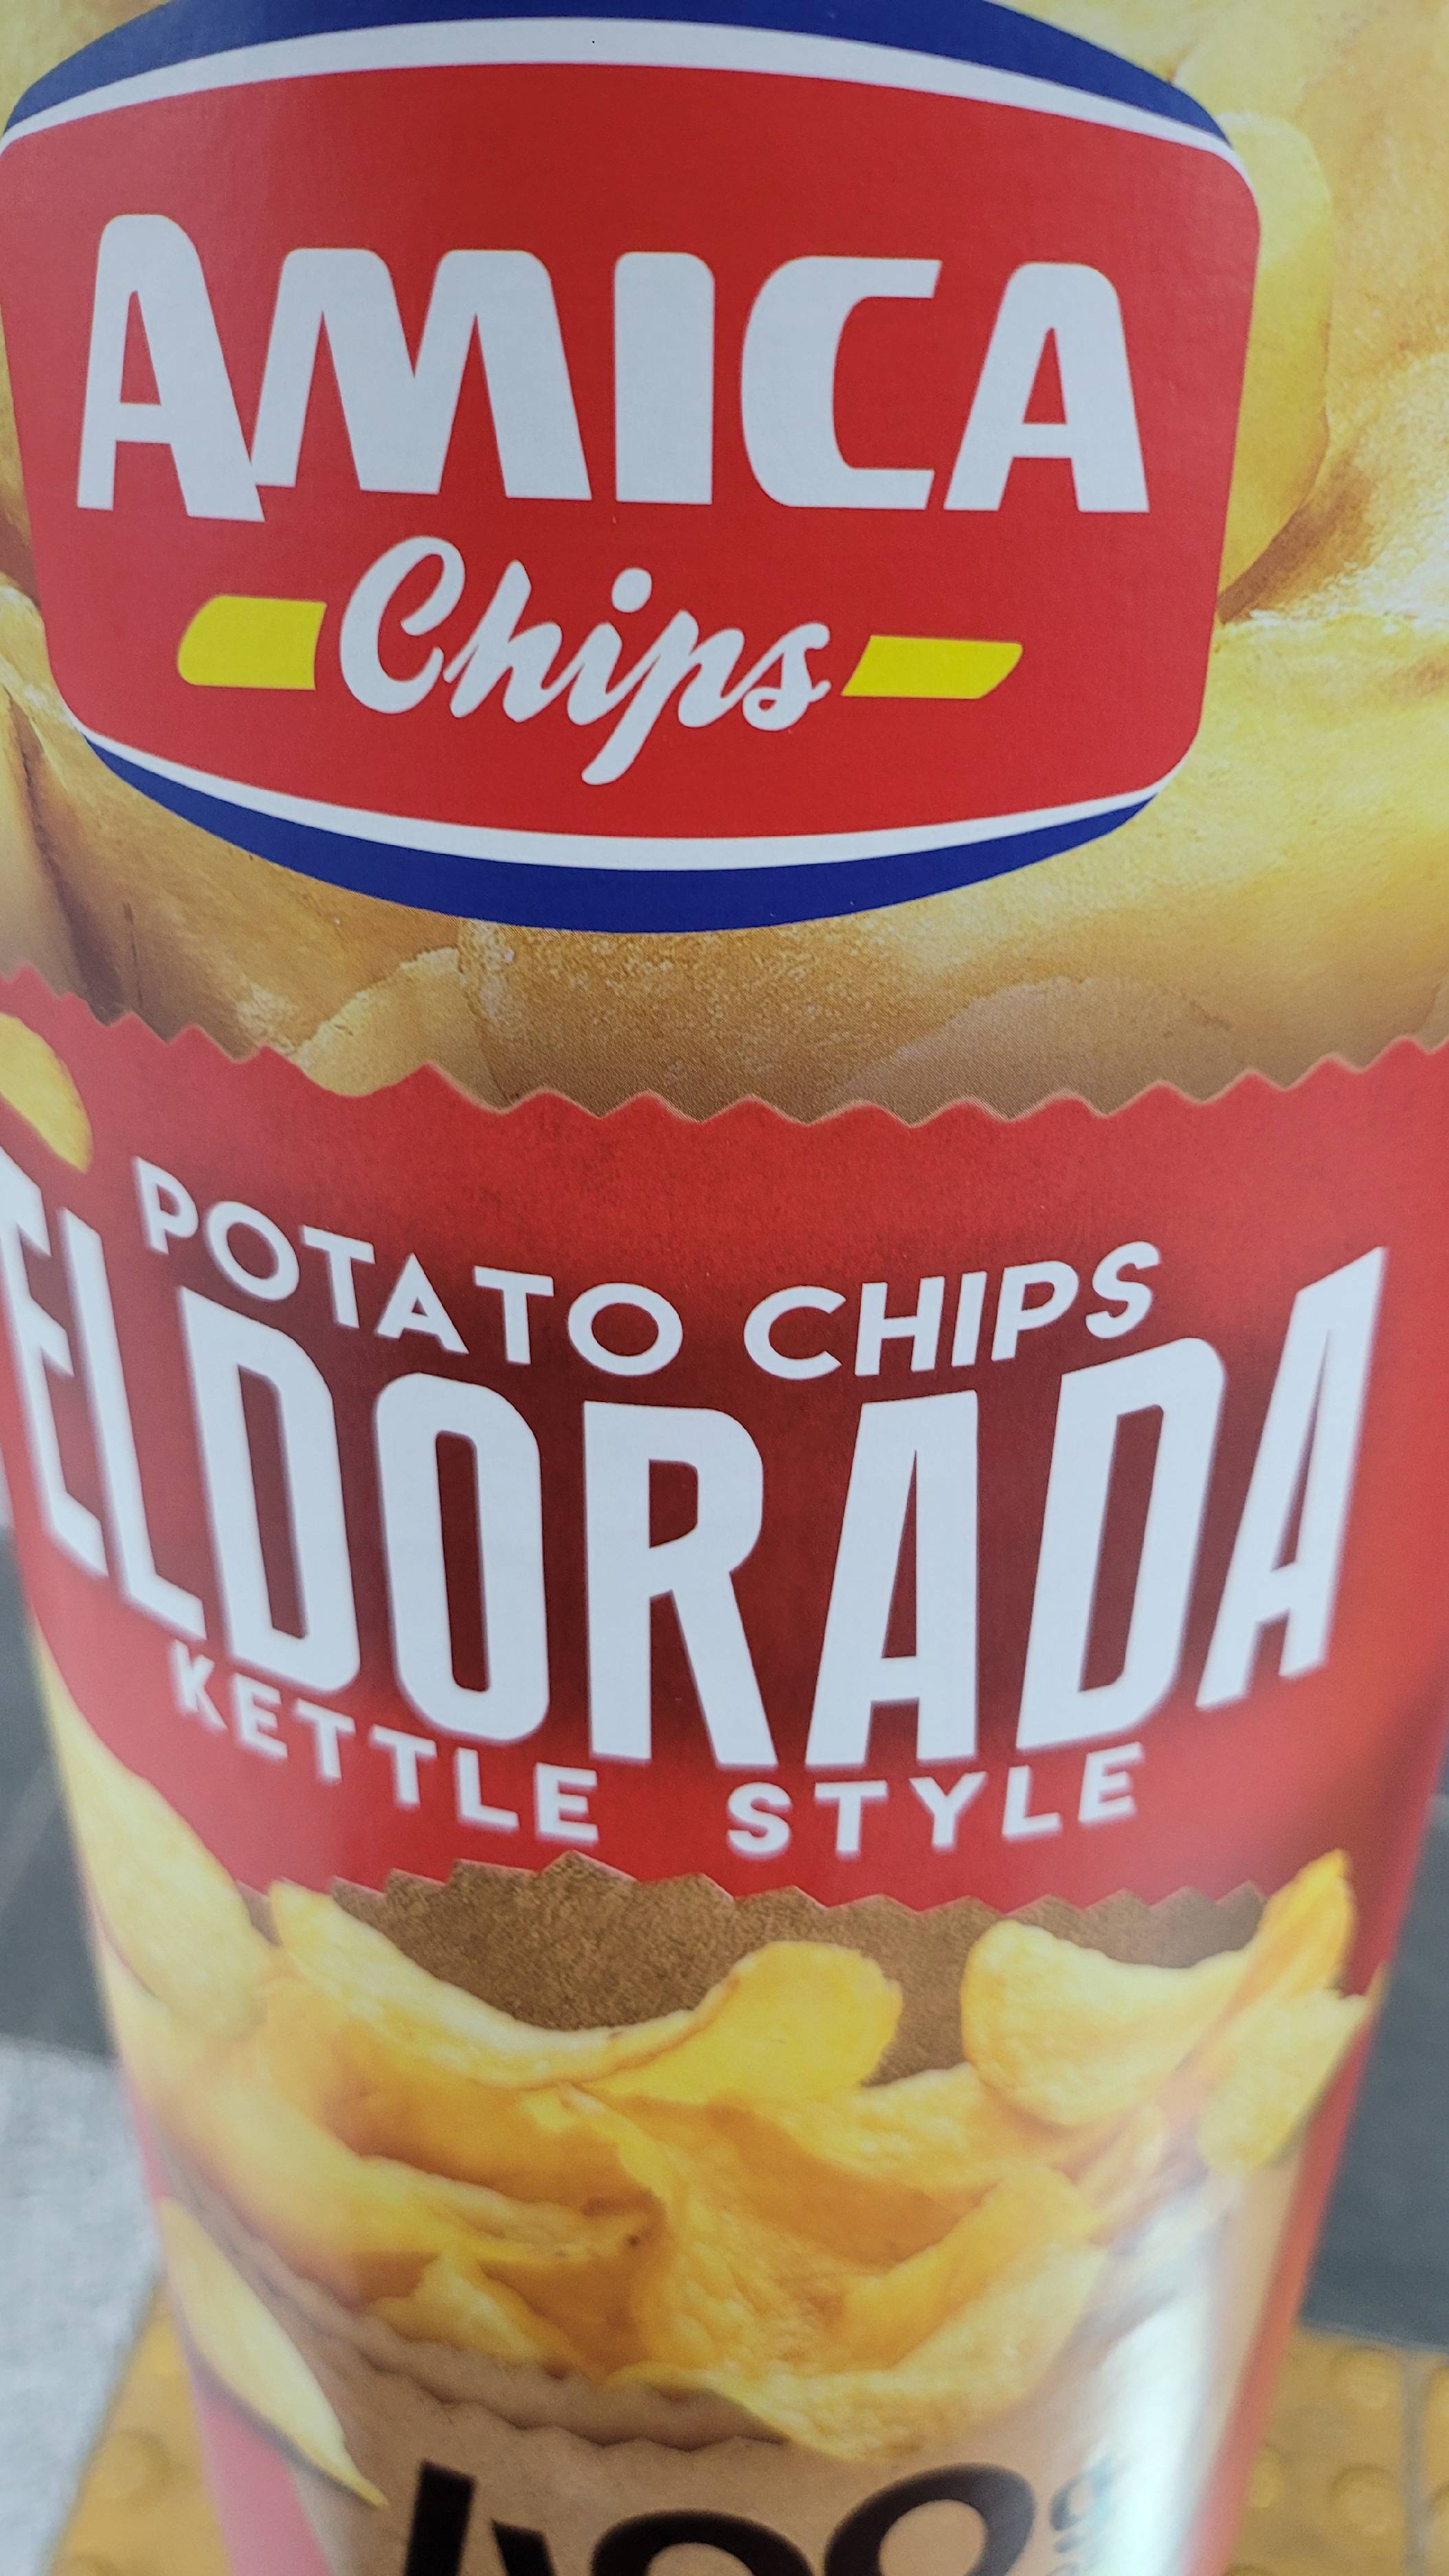 AMICA
Chips
POTATO CHIPS
ELDORADA
KETTLE STYLE